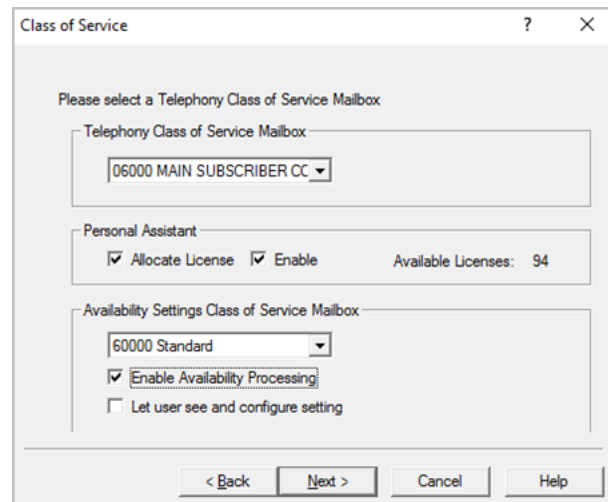 Class of Service
Please select a Telephony Class of Service Mailbox
Telephony Class of Service Mailbox
06000 MAIN SUBSCRIBER CC
Personal Assistant
Allocate License Enable Available Licenses: 94
Availability Settings Class of Service Mailbox
60000 Standard
Enable Availability Processing
Let user see and configure setting
< Back Next > Cancel Help